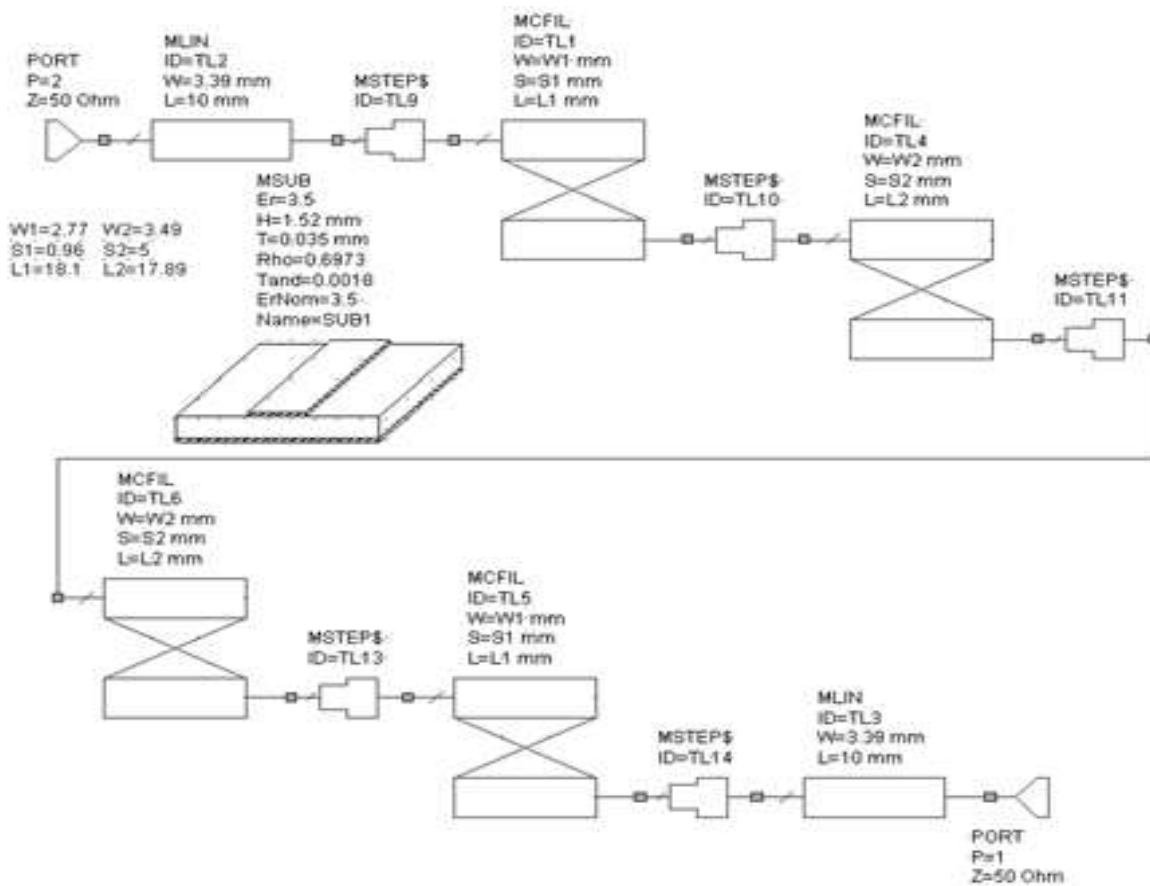 PORT
P=2
Z=50 Ohm
MLIN
ID=TL2
W=3.39 mm
L=10 mm
MSTEP$
ID=TL9
MCFIL
ID=TL1
W=W1 mm
S=S1 mm
L=L1 mm
MSTEP$
ID=TL10
MCFIL
ID=TL4
W=W2 mm
S=S2 mm
L=L2 mm
MSTEP$
ID=TL11
W1=2.77 W2=3.49
S1=0.96 S2=5
L1=18.1 L2=17.89
MSUB
Er=3.5
H=1.52 mm
T=0.035 mm
Rho=0.6973
Tand=0.0018
ErNom=3.5
Name=SUB1
MCFIL
ID=TL6
W=W2 mm
S=S2 mm
L=L2 mm
MSTEP$
ID=TL13
MCFIL
ID=TL5
W=W1 mm
S=S1 mm
L=L1 mm
MSTEP$
ID=TL14
MLIN
ID=TL3
W=3.39 mm
L=10 mm
PORT
P=1
Z=50 Ohm